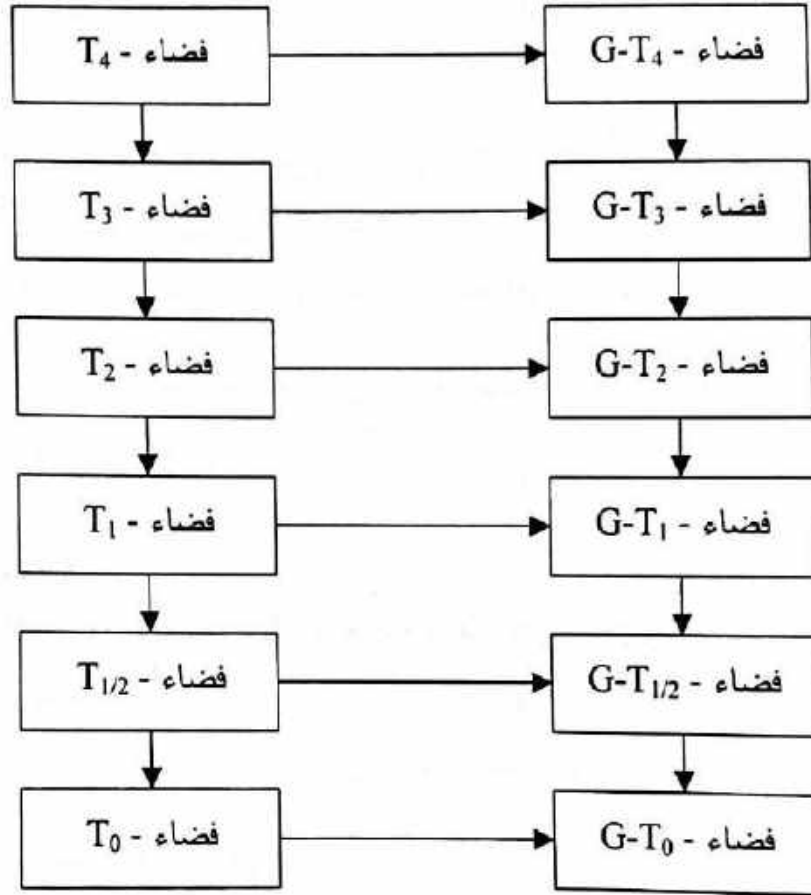 فضاء - T₄
G-T₄ - فضاء
فضاء - T₃
G-T₃ - فضاء
فضاء - T₂
G-T₂ - فضاء
فضاء - T₁
G-T₁ - فضاء
فضاء - T₁/₂
G-T₁/₂ - فضاء
فضاء - T₀
G-T₀ - فضاء